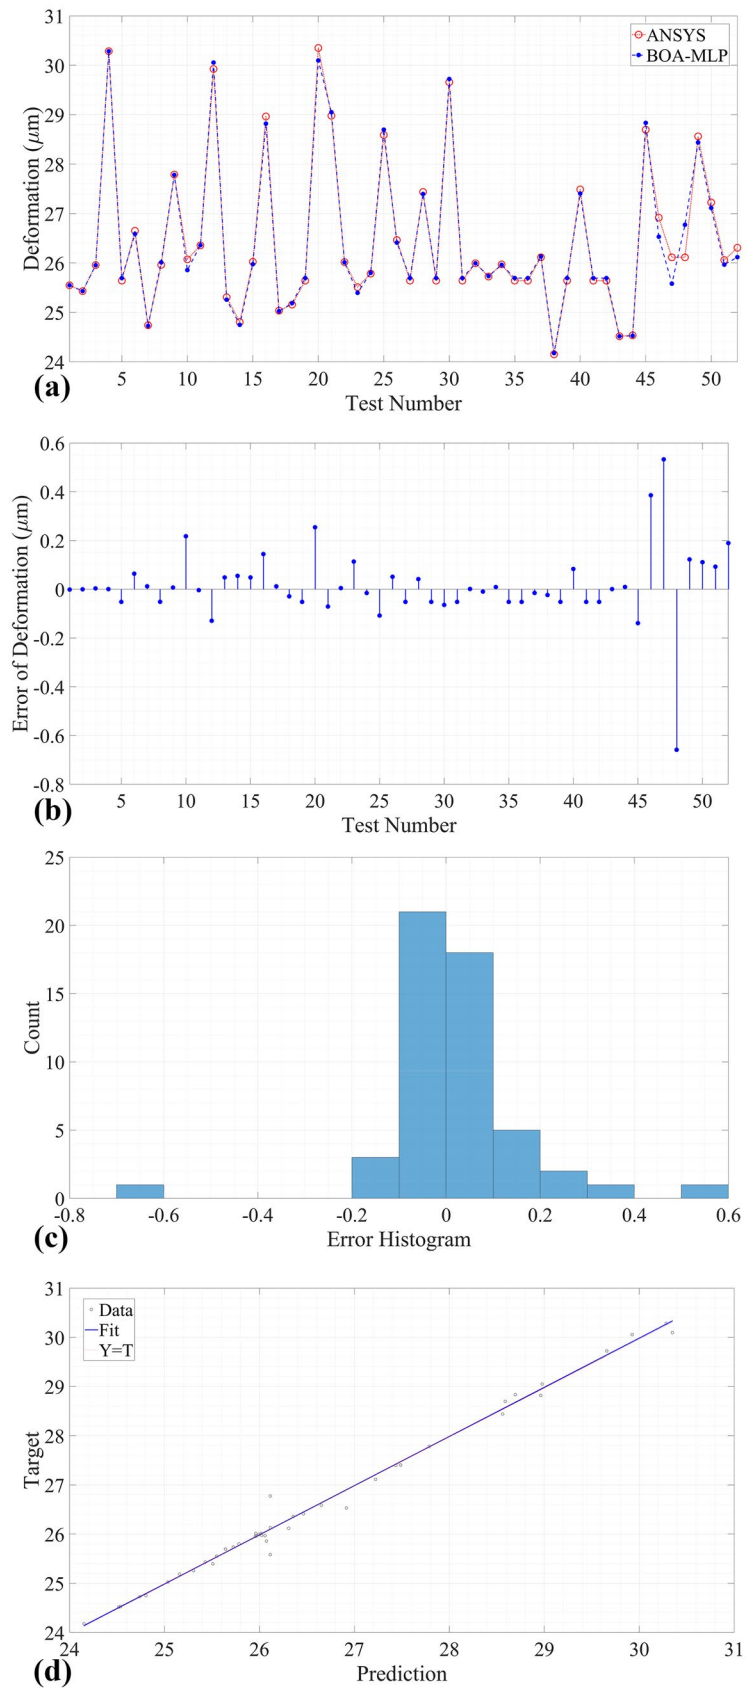 31
30
29
28
27
26
25
24
Deformation (μm)
ANSYS
BOA-MLP
5 10 15 20 25 30 35 40 45 50
Test Number
(a)
0.6
0.4
0.2
0
-0.2
-0.4
-0.6
-0.8
Error of Deformation (μm)
5 10 15 20 25 30 35 40 45 50
Test Number
(b)
25
20
15
10
5
0
Count
-0.8 -0.6 -0.4 -0.2 0 0.2 0.4 0.6
Error Histogram
(c)
31
30
29
28
27
26
25
24
Target
Data
Fit
Y=T
24 25 26 27 28 29 30 31
Prediction
(d)